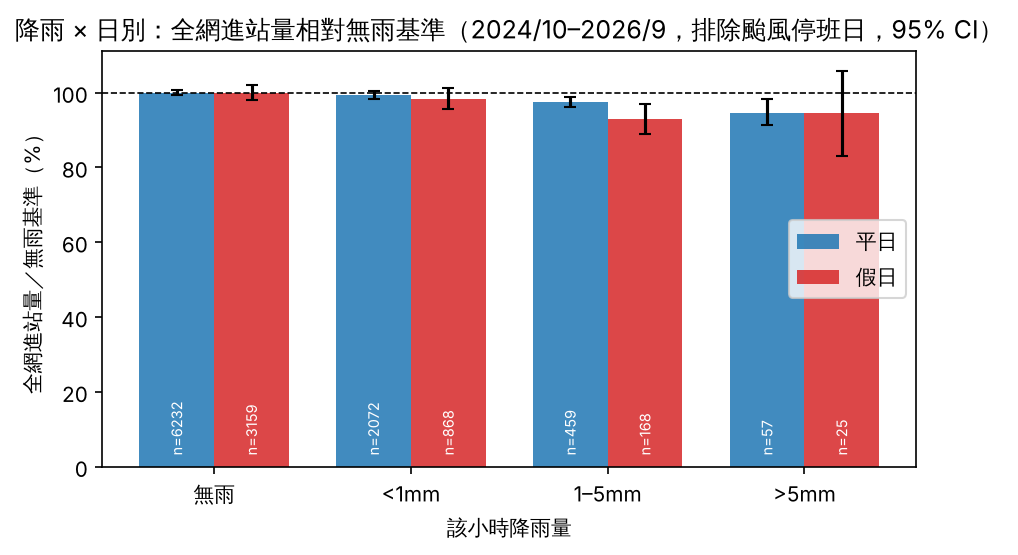 降雨 × 日別：全網進站量相對無雨基準（2024/10–2026/9，排除颱風停班日，95% CI）
全網進站量／無雨基準（%）
100
80
60
40
20
0
n=6232
n=3159
n=2072
n=868
n=459
n=168
n=57
n=25
平日
假日
無雨
<1mm
1–5mm
>5mm
該小時降雨量